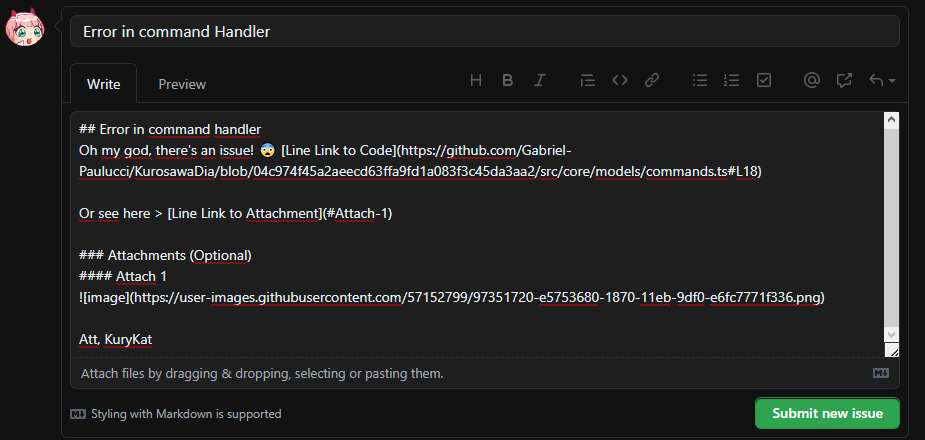 Error in command Handler
Write Preview
## Error in command handler
Oh my god, there's an issue! 😨 [Line Link to Code](https://github.com/Gabriel-
Paulucci/KurosawaDia/blob/04c974f45a2aeecd63ffa9fd1a083f3c45da3aa2/src/core/models/commands.ts#L18)
Or see here > [Line Link to Attachment](#Attach-1)
### Attachments (Optional)
#### Attach 1
![image](https://user-images.githubusercontent.com/57152799/97351720-e5753680-1870-11eb-9df0-e6fc7771f336.png)
Att, KuryKat
Attach files by dragging & dropping, selecting or pasting them.
Styling with Markdown is supported
Submit new issue